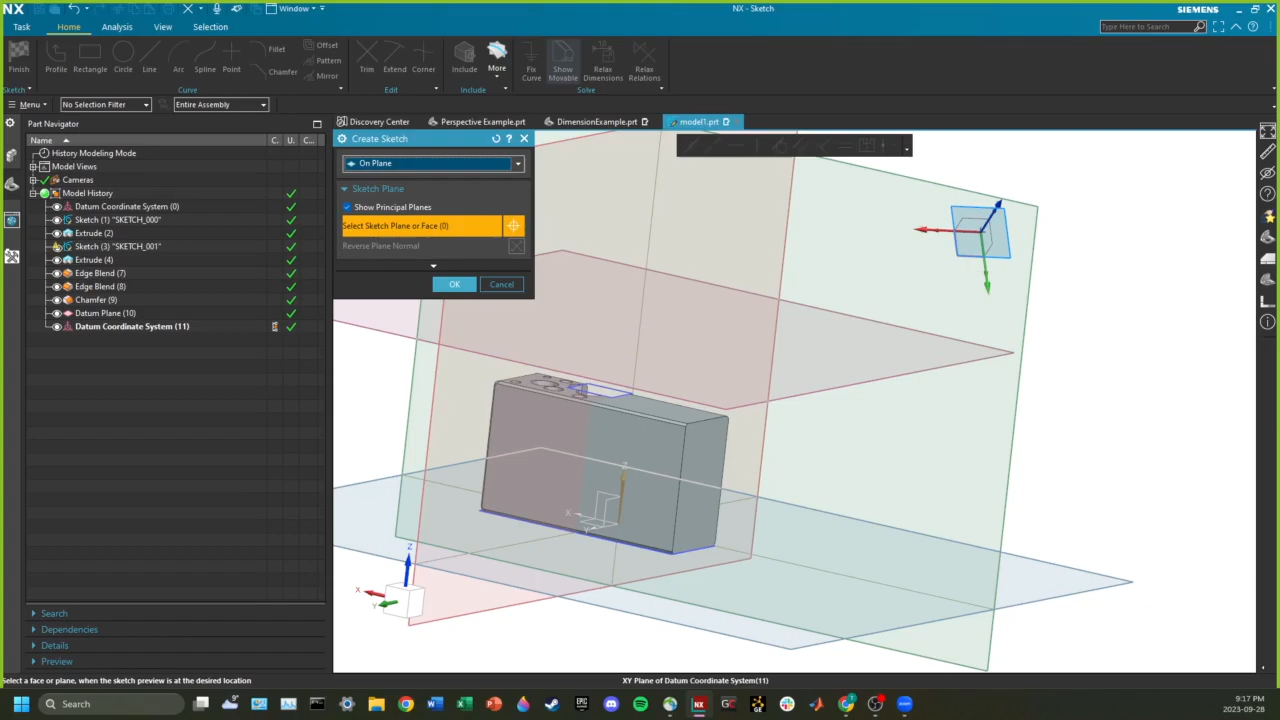 NX
Window
NX - Sketch
SIEMENS
Task
Home
Analysis
View
Selection
Type Here to Search
Finish
Profile
Rectangle
Circle
Line
Arc
Spline
Point
Fillet
Chamfer
Offset
Pattern
Mirror
Trim
Extend
Corner
Include
More
Fix Curve
Show Movable
Relax Dimensions
Relax Relations
Sketch
Curve
Edit
Include
Solve
Menu
No Selection Filter
Entire Assembly
Part Navigator
Discovery Center
Perspective Example.prt
DimensionExample.prt
model1.prt
Name
C.
U.
C...
History Modeling Mode
Model Views
Cameras
Model History
Datum Coordinate System (0)
Sketch (1) "SKETCH_000"
Extrude (2)
Sketch (3) "SKETCH_001"
Extrude (4)
Edge Blend (7)
Edge Blend (8)
Chamfer (9)
Datum Plane (10)
Datum Coordinate System (11)
Create Sketch
On Plane
Sketch Plane
Show Principal Planes
Select Sketch Plane or Face (0)
Reverse Plane Normal
OK
Cancel
Z
X
Y
Z
X
Y
Search
Dependencies
Details
Preview
Select a face or plane, when the sketch preview is at the desired location
XY Plane of Datum Coordinate System(11)
Search
9:17 PM
2023-09-28